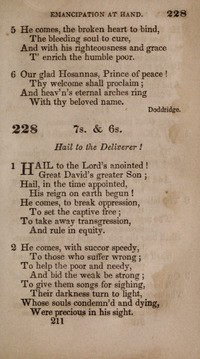 EMANCIPATION AT HAND. 228
5 He comes, the broken heart to bind,
The bleeding soul to cure,
And with his righteousness and grace
T' enrich the humble poor.
6 Our glad Hosannas, Prince of peace !
Thy welcome shall proclaim ;
And heav'n's eternal arches ring
With thy beloved name.
Doddridge.
228 7s. & 6s.
Hail to the Deliverer !
1 HAIL to the Lord's anointed !
Great David's greater Son ;
Hail, in the time appointed,
His reign on earth begun !
He comes, to break oppression,
To set the captive free ;
To take away transgression,
And rule in equity.
2 He comes, with succor speedy,
To those who suffer wrong ;
To help the poor and needy,
And bid the weak be strong ;
To give them songs for sighing,
Their darkness turn to light,
Whose souls condemn'd and dying,
Were precious in his sight.
211